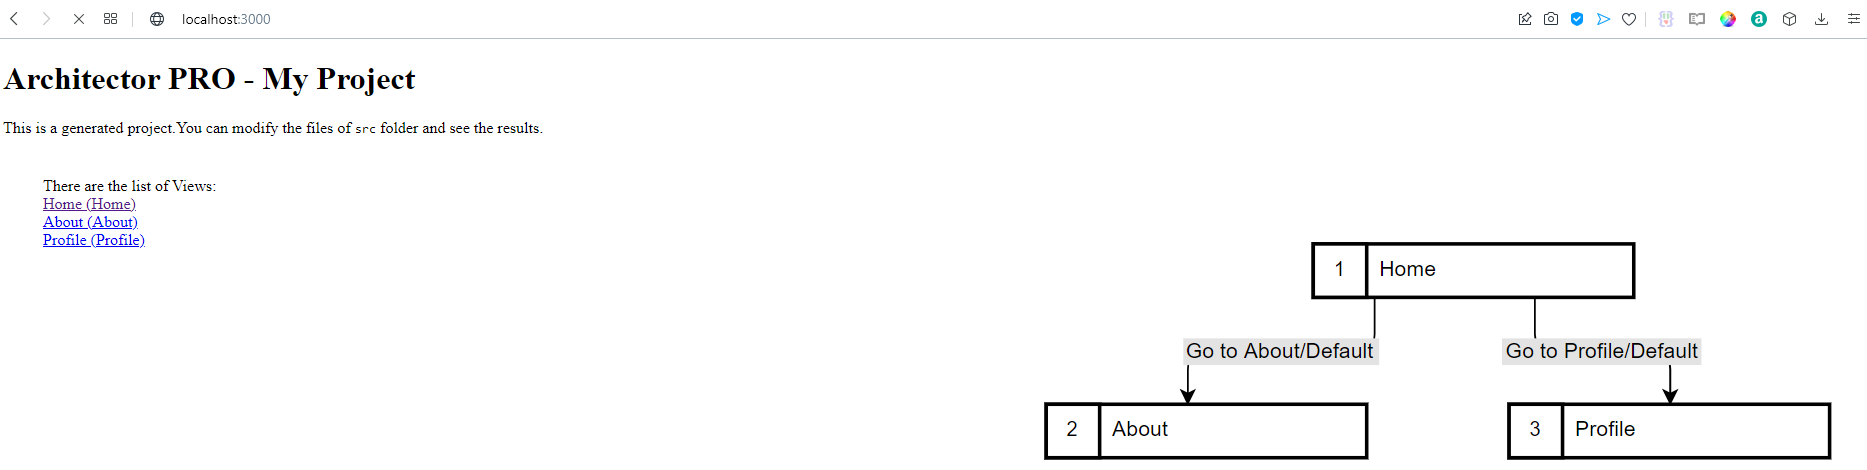 localhost:3000
Architector PRO - My Project
This is a generated project.You can modify the files of src folder and see the results.
There are the list of Views:
Home (Home)
About (About)
Profile (Profile)
1 Home
Go to About/Default Go to Profile/Default
2 About 3 Profile